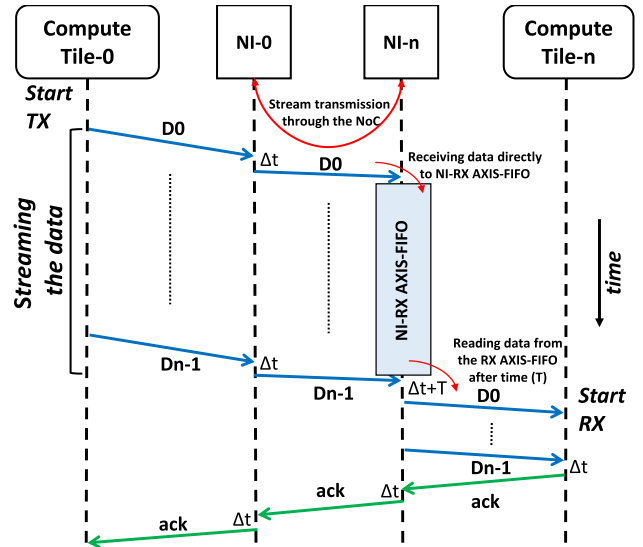 Compute
Tile-0
NI-0
NI-n
Compute
Tile-n
Start
TX
Stream transmission
through the NoC
D0
Δt
D0
Receiving data directly
to NI-RX AXIS-FIFO
Streaming
the data
NI-RX AXIS-FIFO
time
Reading data from
the RX AXIS-FIFO
after time (T)
Dn-1
Δt
Dn-1
Δt+T
D0
Start
RX
Dn-1
Δt
ack
ack
Δt
ack
Δt